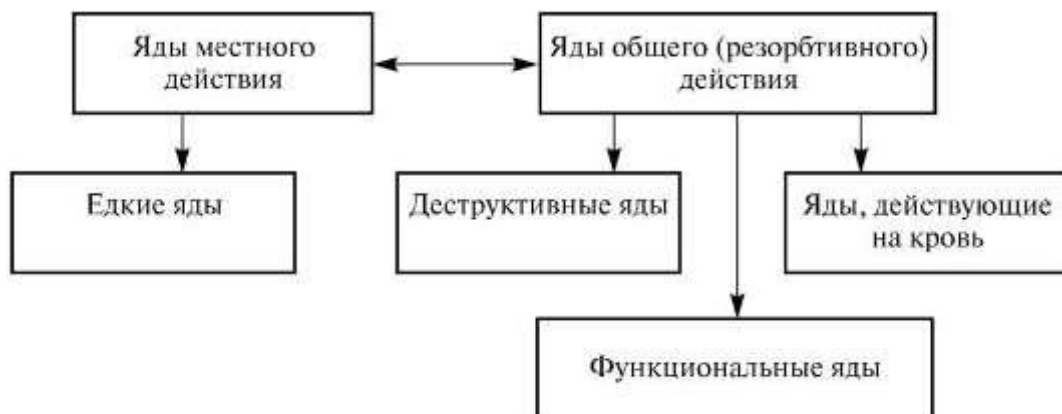 Яды местного
действия
Яды общего (резорбтивного)
действия
Едкие яды
Деструктивные яды
Яды, действующие
на кровь
Функциональные яды